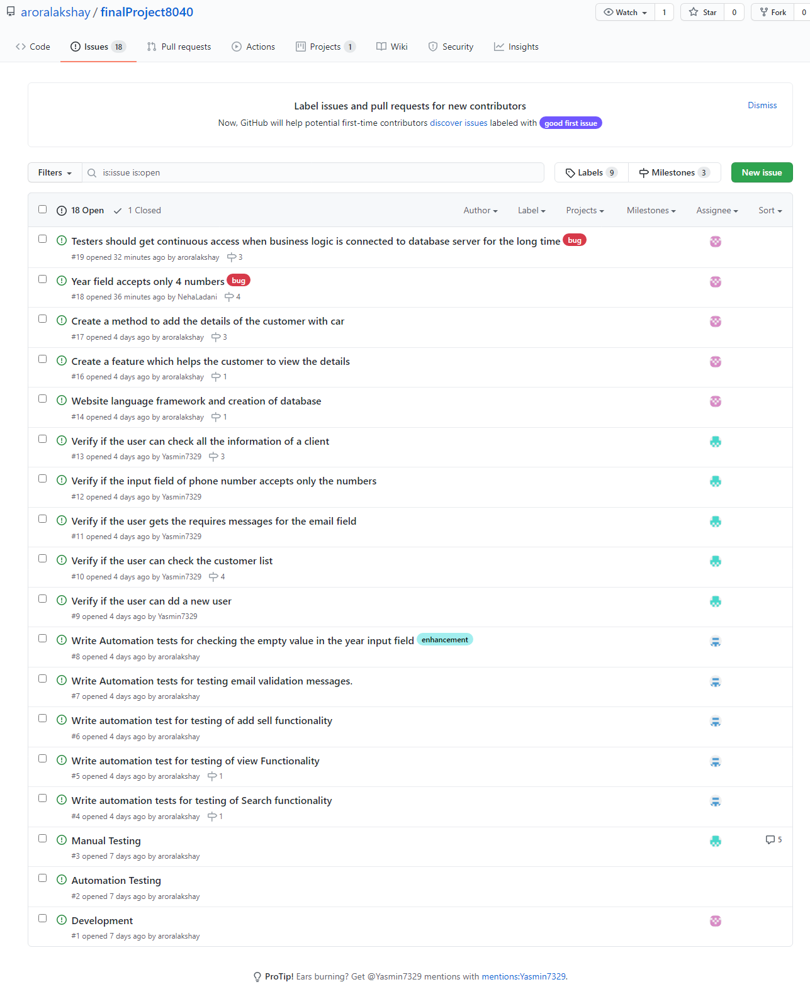 aroralakshay / finalProject8040
Watch 1 Star 0 Fork 0
Code Issues 18 Pull requests Actions Projects 1 Wiki Security Insights
Label issues and pull requests for new contributors
Dismiss
Now, GitHub will help potential first-time contributors discover issues labeled with good first issue
Filters is:issue is:open Labels 9 Milestones 3 New issue
18 Open 1 Closed Author Label Projects Milestones Assignee Sort
Testers should get continuous access when business logic is connected to database server for the long time bug
#19 opened 32 minutes ago by aroralakshay 3
Year field accepts only 4 numbers bug
#18 opened 36 minutes ago by NehaLadani 4
Create a method to add the details of the customer with car
#17 opened 4 days ago by aroralakshay 3
Create a feature which helps the customer to view the details
#16 opened 4 days ago by aroralakshay 1
Website language framework and creation of database
#14 opened 4 days ago by aroralakshay 1
Verify if the user can check all the information of a client
#13 opened 4 days ago by Yasmin7329 3
Verify if the input field of phone number accepts only the numbers
#12 opened 4 days ago by Yasmin7329
Verify if the user gets the requires messages for the email field
#11 opened 4 days ago by Yasmin7329
Verify if the user can check the customer list
#10 opened 4 days ago by Yasmin7329 4
Verify if the user can dd a new user
#9 opened 4 days ago by Yasmin7329
Write Automation tests for checking the empty value in the year input field enhancement
#8 opened 4 days ago by aroralakshay
Write Automation tests for testing email validation messages.
#7 opened 4 days ago by aroralakshay
Write automation test for testing of add sell functionality
#6 opened 4 days ago by aroralakshay
Write automation test for testing of view Functionality
#5 opened 4 days ago by aroralakshay 1
Write automation tests for testing of Search functionality
#4 opened 4 days ago by aroralakshay 1
Manual Testing 5
#3 opened 7 days ago by aroralakshay
Automation Testing
#2 opened 7 days ago by aroralakshay
Development
#1 opened 7 days ago by aroralakshay
ProTip! Ears burning? Get @Yasmin7329 mentions with mentions:Yasmin7329.